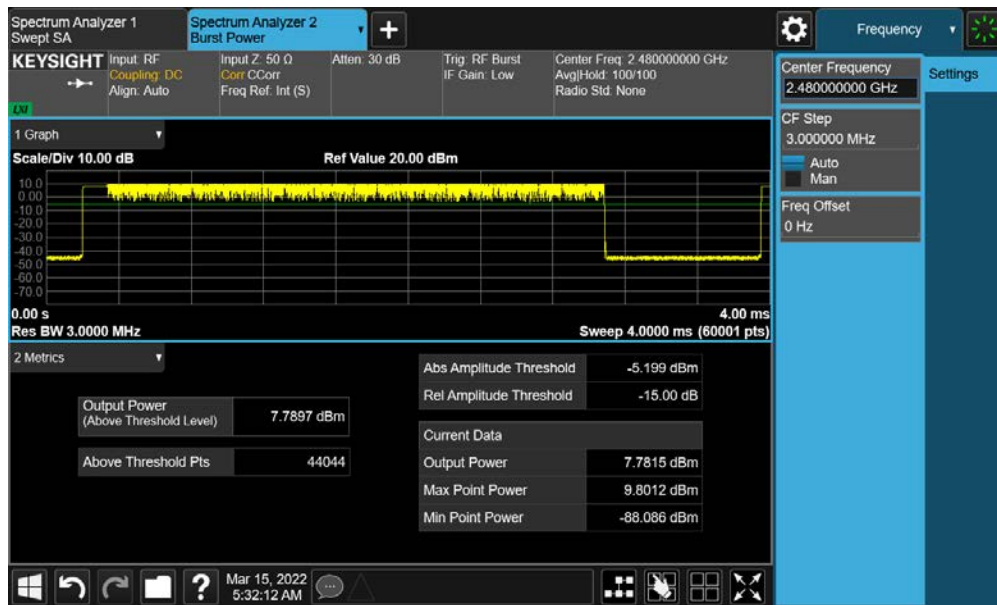 Spectrum Analyzer 1
Swept SA
Spectrum Analyzer 2
Burst Power
Frequency
KEYSIGHT
Input: RF
Coupling: DC
Align: Auto
Input Z: 50 Ω
Corr CCorr
Freq Ref: Int (S)
Atten: 30 dB
Trig: RF Burst
IF Gain: Low
Center Freq: 2.480000000 GHz
Avg|Hold: 100/100
Radio Std: None
LXI
Center Frequency
2.480000000 GHz
Settings
CF Step
3.000000 MHz
Auto
Man
Freq Offset
0 Hz
1 Graph
Scale/Div 10.00 dB
Ref Value 20.00 dBm
10.0
0.00
-10.0
-20.0
-30.0
-40.0
-50.0
-60.0
-70.0
0.00 s
4.00 ms
Res BW 3.0000 MHz
Sweep 4.0000 ms (60001 pts)
2 Metrics
Output Power
(Above Threshold Level)
7.7897 dBm
Above Threshold Pts
44044
Abs Amplitude Threshold
-5.199 dBm
Rel Amplitude Threshold
-15.00 dB
Current Data
Output Power
7.7815 dBm
Max Point Power
9.8012 dBm
Min Point Power
-88.086 dBm
?
Mar 15, 2022
5:32:12 AM